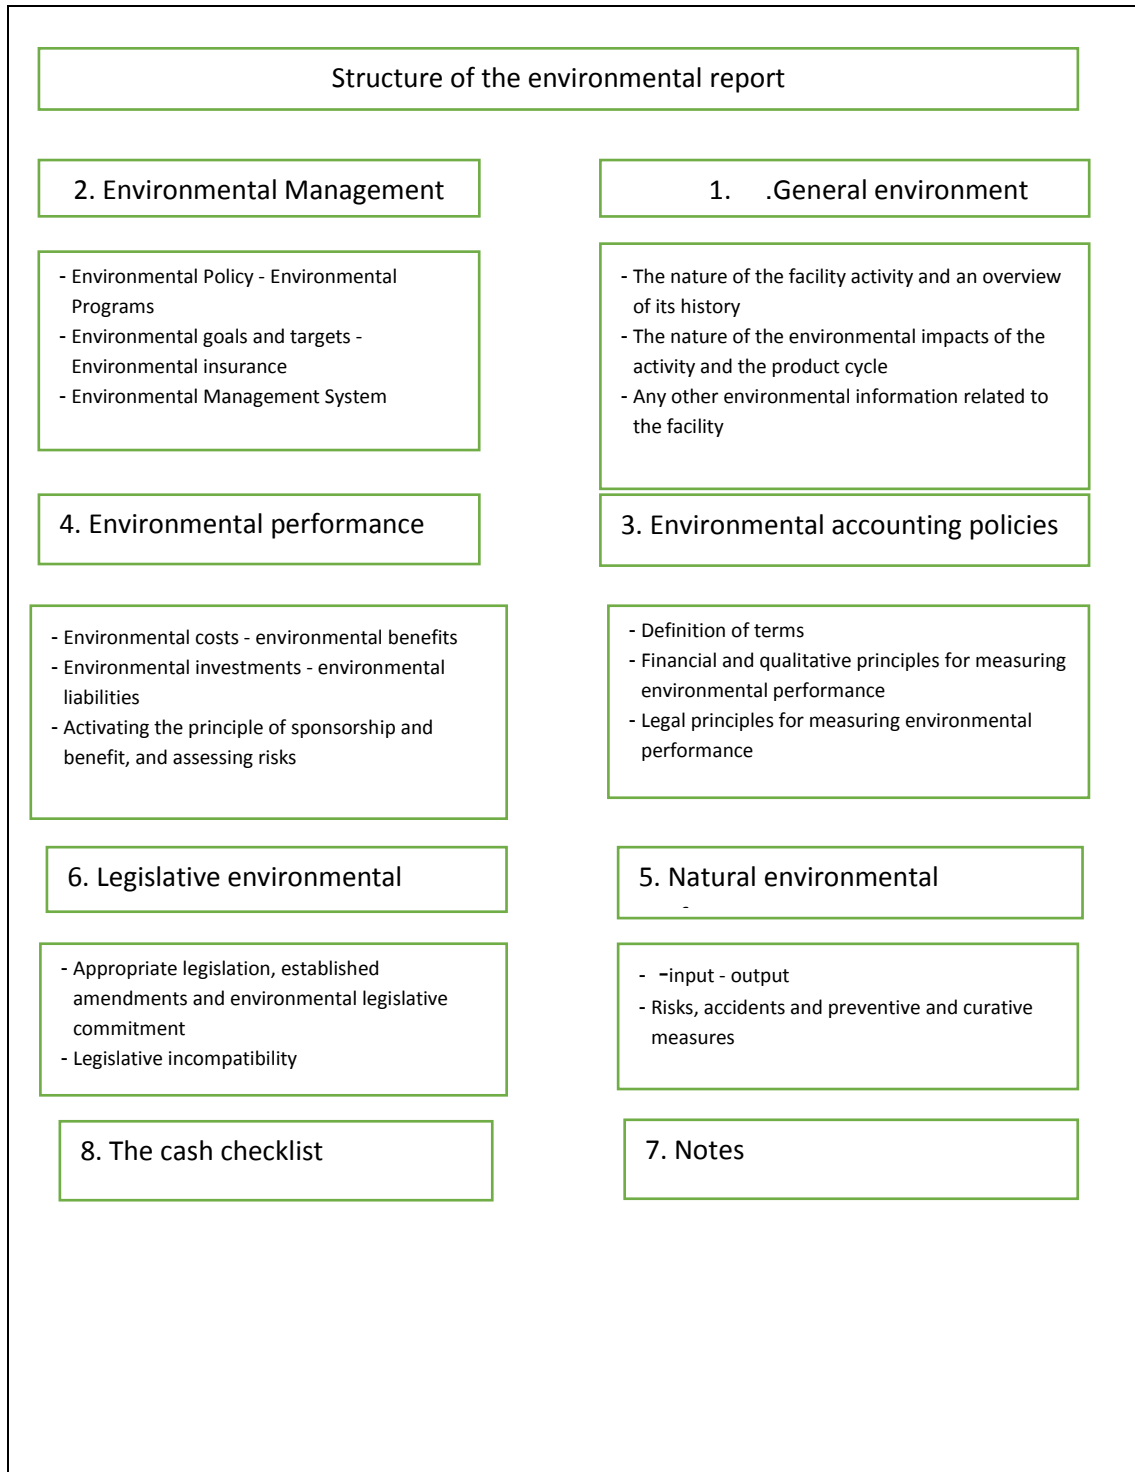 Structure of the environmental report
2. Environmental Management
1. .General environment
- Environmental Policy - Environmental
Programs
- Environmental goals and targets -
Environmental insurance
- Environmental Management System
- The nature of the facility activity and an overview
of its history
- The nature of the environmental impacts of the
activity and the product cycle
- Any other environmental information related to
the facility
4. Environmental performance
3. Environmental accounting policies
- Environmental costs - environmental benefits
- Environmental investments - environmental
liabilities
- Activating the principle of sponsorship and
benefit, and assessing risks
- Definition of terms
- Financial and qualitative principles for measuring
environmental performance
- Legal principles for measuring environmental
performance
6. Legislative environmental
5. Natural environmental
- Appropriate legislation, established
amendments and environmental legislative
commitment
- Legislative incompatibility
- -input - output
- Risks, accidents and preventive and curative
measures
8. The cash checklist
7. Notes